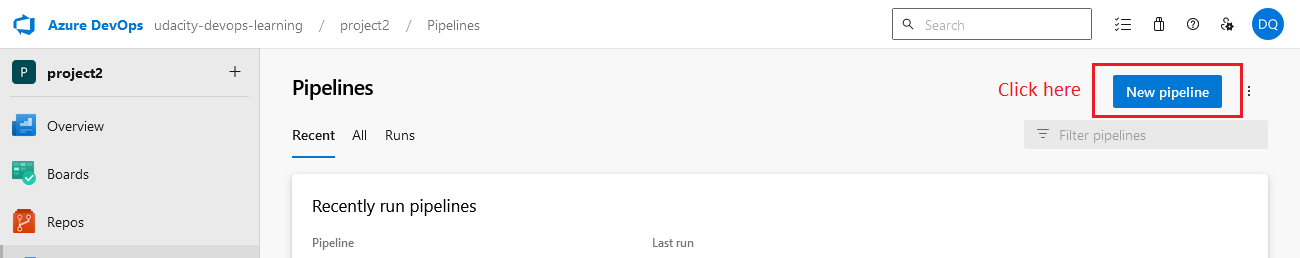 Azure DevOps udacity-devops-learning / project2 / Pipelines Search DQ
P project2 +
Pipelines Click here New pipeline
Overview
Recent All Runs Filter pipelines
Boards
Recently run pipelines
Repos
Pipeline Last run